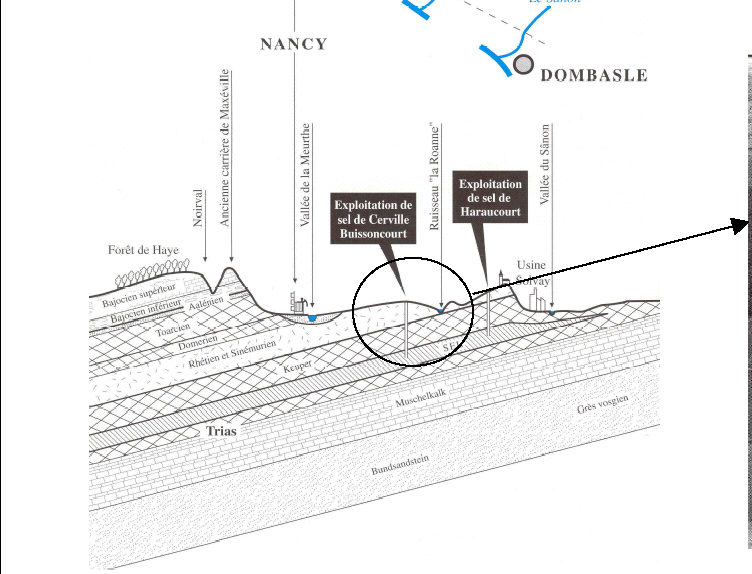 Le Sânon
NANCY
DOMBASLE
Noirval
Ancienne carrière de Maxéville
Vallée de la Meurthe
Ruisseau "la Roanne"
Vallée du Sânon
Exploitation de
sel de Cerville
Buissoncourt
Exploitation
de sel de
Haraucourt
Forêt de Haye
Usine
Solvay
Bajocien supérieur
Bajocien inférieur
Aalénien
Toarcien
Domerien
Rhétien et Sinémurien
Keuper
SEL
Muschelkalk
Trias
Grès vosgien
Bundsandstein